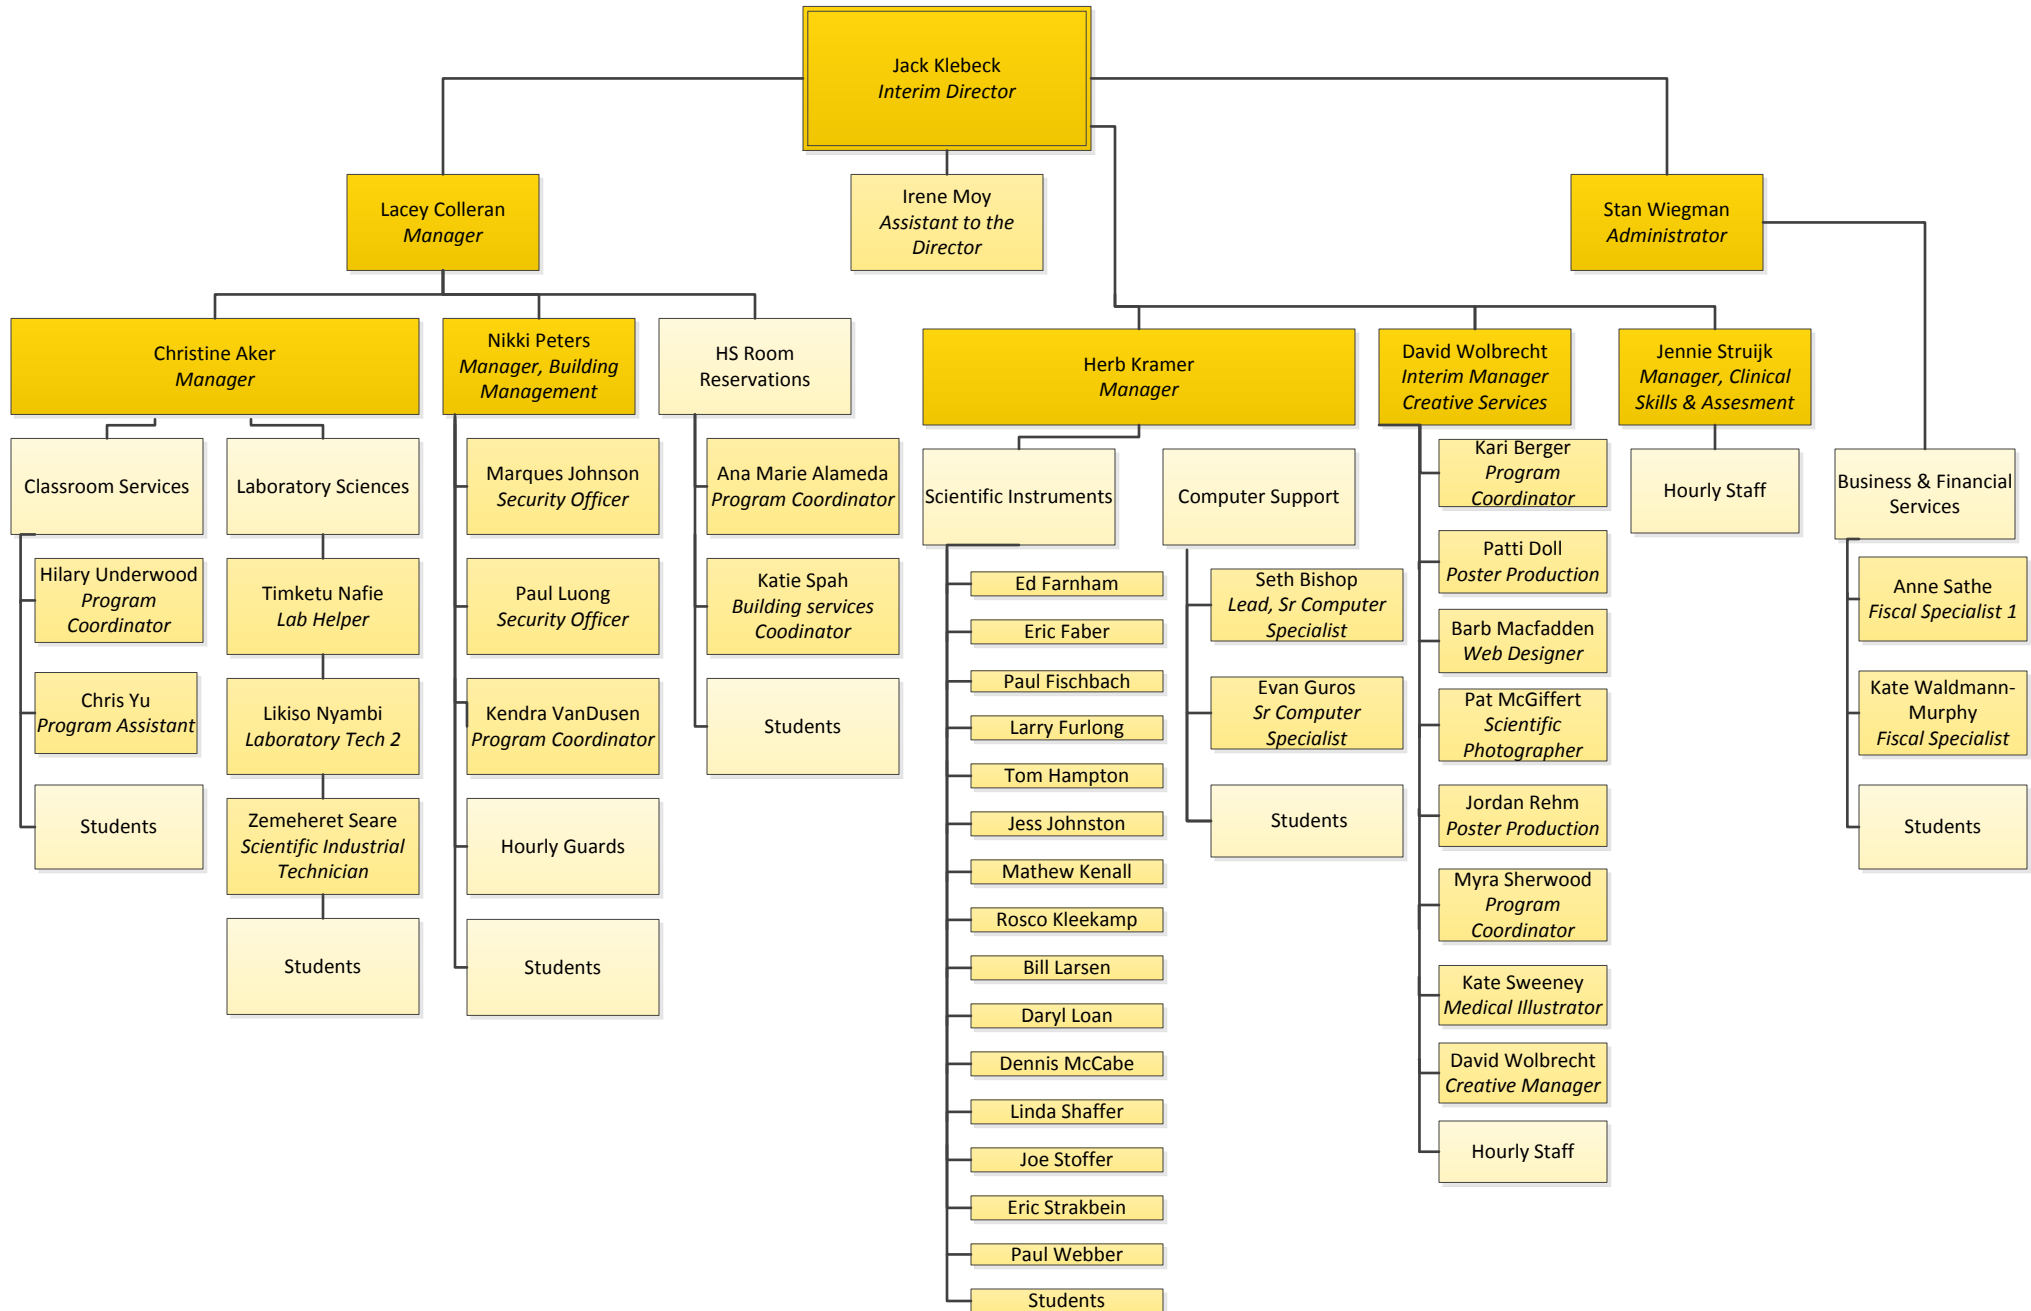 Jack Klebeck
Interim Director
Lacey Colleran
Manager
Irene Moy
Assistant to the
Director
Stan Wiegman
Administrator
Christine Aker
Manager
Nikki Peters
Manager, Building
Management
HS Room
Reservations
Herb Kramer
Manager
David Wolbrecht
Interim Manager
Creative Services
Jennie Struijk
Manager, Clinical
Skills & Assesment
Classroom Services
Hilary Underwood
Program
Coordinator
Chris Yu
Program Assistant
Students
Laboratory Sciences
Timketu Nafie
Lab Helper
Likiso Nyambi
Laboratory Tech 2
Zemeheret Seare
Scientific Industrial
Technician
Students
Marques Johnson
Security Officer
Paul Luong
Security Officer
Kendra VanDusen
Program Coordinator
Hourly Guards
Students
Ana Marie Alameda
Program Coordinator
Katie Spah
Building services
Coodinator
Students
Scientific Instruments
Ed Farnham
Eric Faber
Paul Fischbach
Larry Furlong
Tom Hampton
Jess Johnston
Mathew Kenall
Rosco Kleekamp
Bill Larsen
Daryl Loan
Dennis McCabe
Linda Shaffer
Joe Stoffer
Eric Strakbein
Paul Webber
Students
Computer Support
Seth Bishop
Lead, Sr Computer
Specialist
Evan Guros
Sr Computer
Specialist
Students
Kari Berger
Program
Coordinator
Patti Doll
Poster Production
Barb Macfadden
Web Designer
Pat McGiffert
Scientific
Photographer
Jordan Rehm
Poster Production
Myra Sherwood
Program
Coordinator
Kate Sweeney
Medical Illustrator
David Wolbrecht
Creative Manager
Hourly Staff
Hourly Staff
Business & Financial
Services
Anne Sathe
Fiscal Specialist 1
Kate Waldmann-
Murphy
Fiscal Specialist
Students